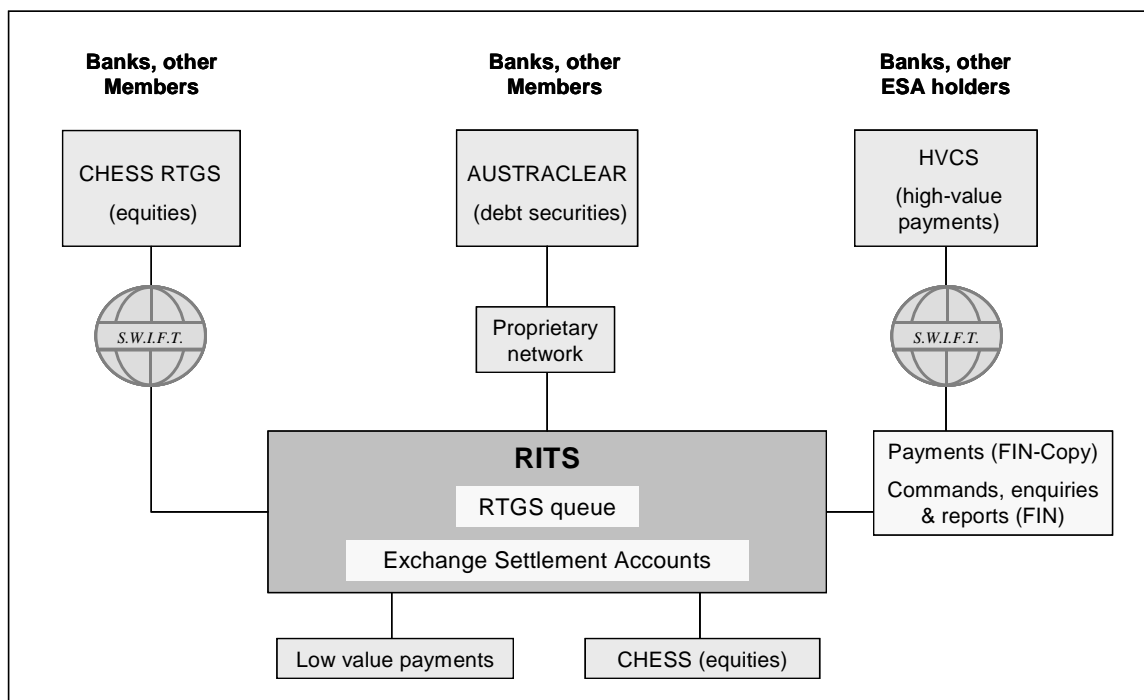 Banks, other
Members
Banks, other
Members
Banks, other
ESA holders
CHESS RTGS
(equities)
AUSTRACLEAR
(debt securities)
HVCS
(high-value
payments)
S.W.I.F.T.
Proprietary
network
S.W.I.F.T.
RITS
RTGS queue
Exchange Settlement Accounts
Payments (FIN-Copy)
Commands, enquiries
& reports (FIN)
Low value payments
CHESS (equities)